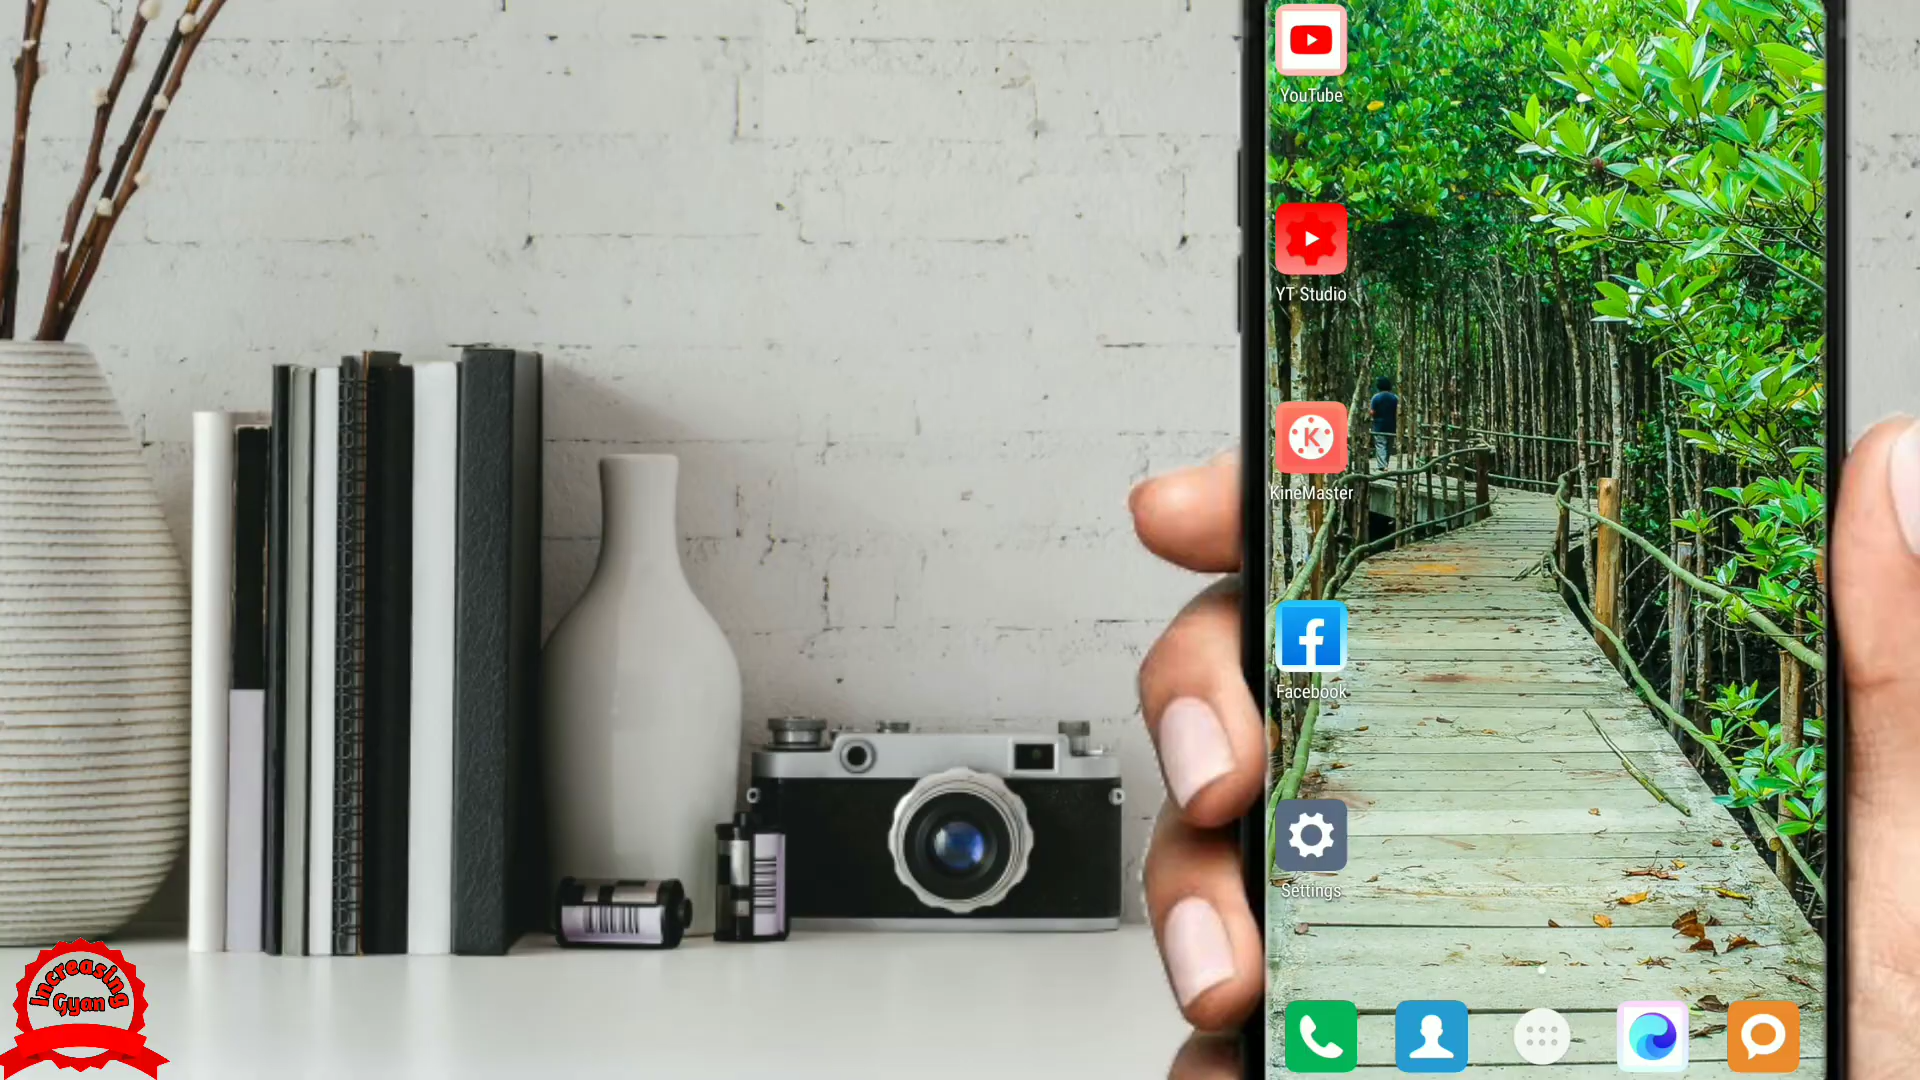 YouTube
YT Studio
K
KineMaster
Facebook
Settings
Increasing
Gyan